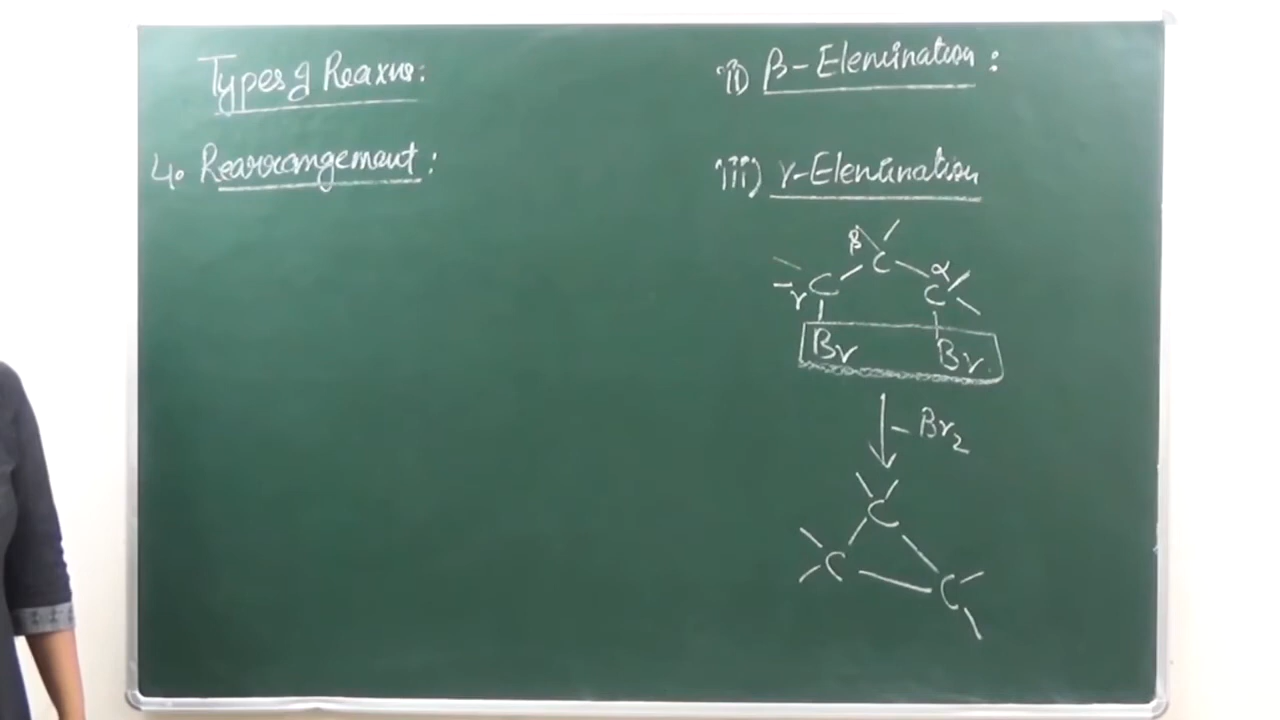 Types of Reaxns:
4. Rearrangement:
ii) β-Elemination:
iii) γ-Elemination
β
C
α
C
C
γ
Br Br
- Br2
C
C
C